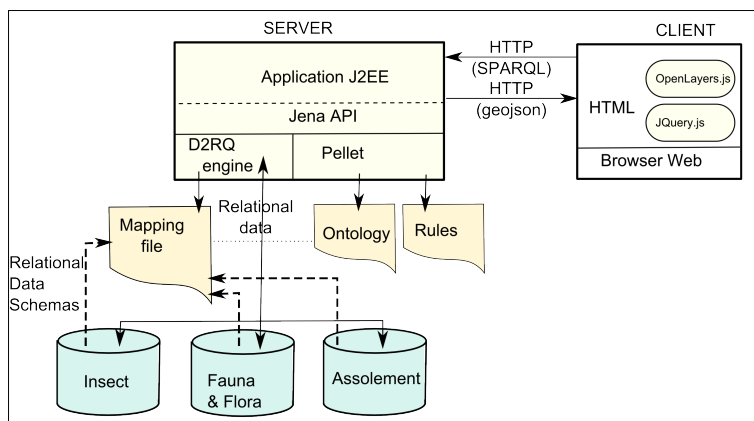 SERVER
CLIENT
Application J2EE
Jena API
D2RQ
engine
Pellet
HTTP
(SPARQL)
HTTP
(geojson)
HTML
OpenLayers.js
JQuery.js
Browser Web
Mapping
file
Relational
data
Ontology
Rules
Relational
Data
Schemas
Insect
Fauna
& Flora
Assolement